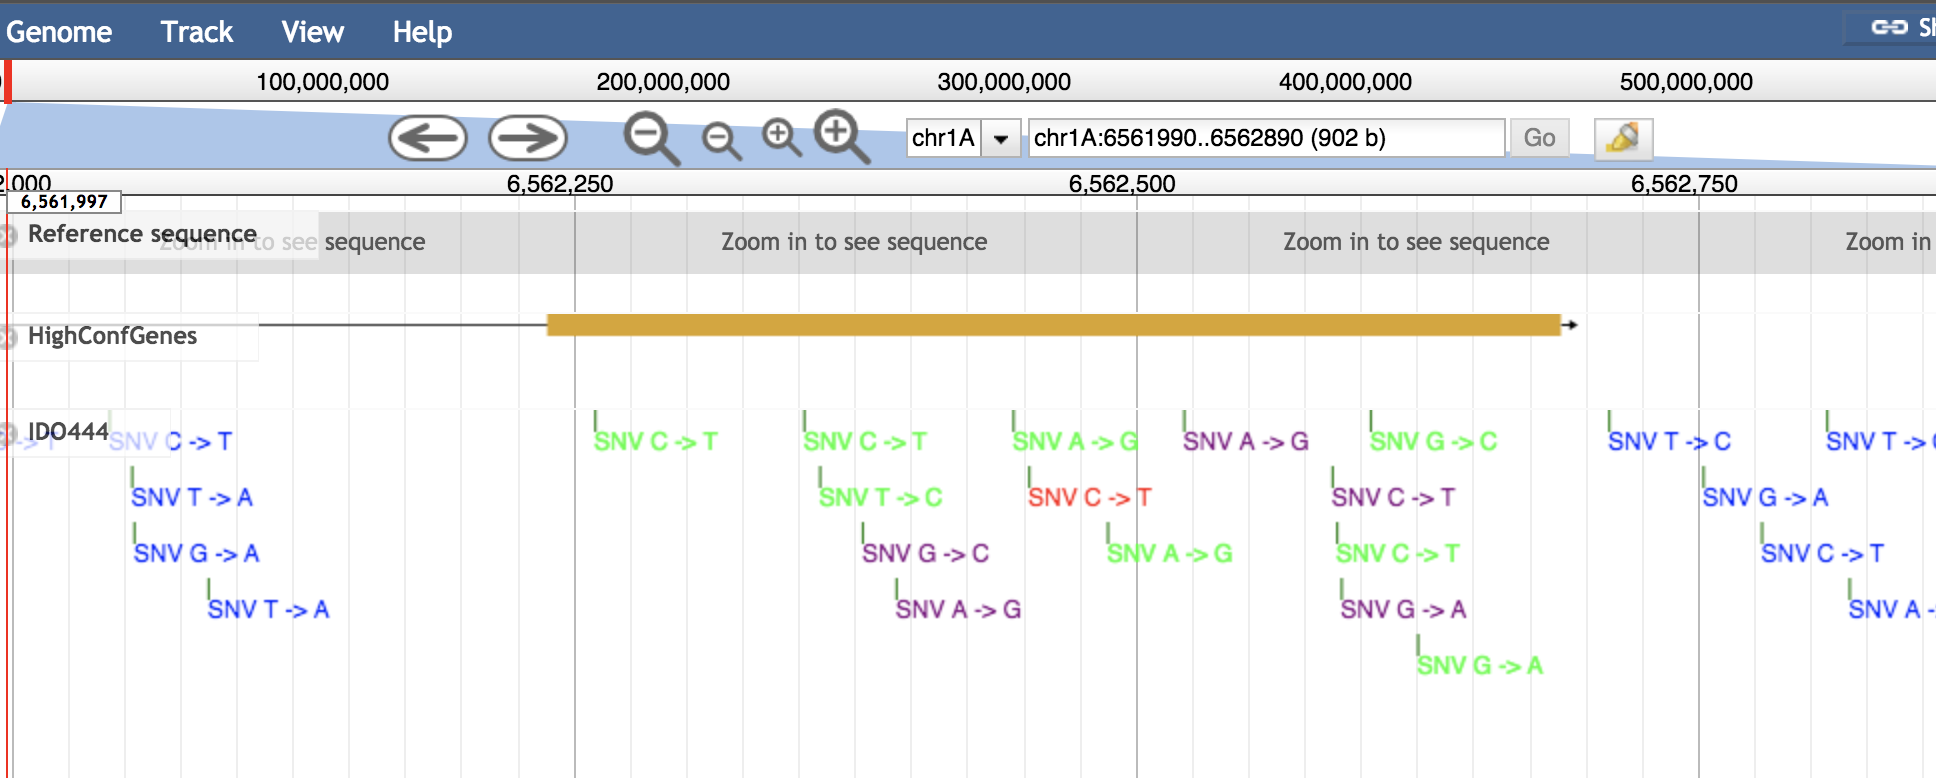 Genome Track View Help
100,000,000 200,000,000 300,000,000 400,000,000 500,000,000
chr1A chr1A:6561990..6562890 (902 b) Go
6,562,250 6,562,500 6,562,750
6,561,997
Reference sequence Zoom in to see sequence Zoom in to see sequence Zoom in to see sequence Zoom in
HighConfGenes
IDO444 SNV C -> T SNV C -> T SNV C -> T SNV A -> G SNV A -> G SNV G -> C SNV T -> C SNV T ->
SNV T -> A SNV T -> C SNV C -> T SNV C -> T SNV G -> A
SNV G -> A SNV G -> C SNV A -> G SNV C -> T SNV C -> T
SNV T -> A SNV A -> G SNV G -> A SNV A
SNV G -> A